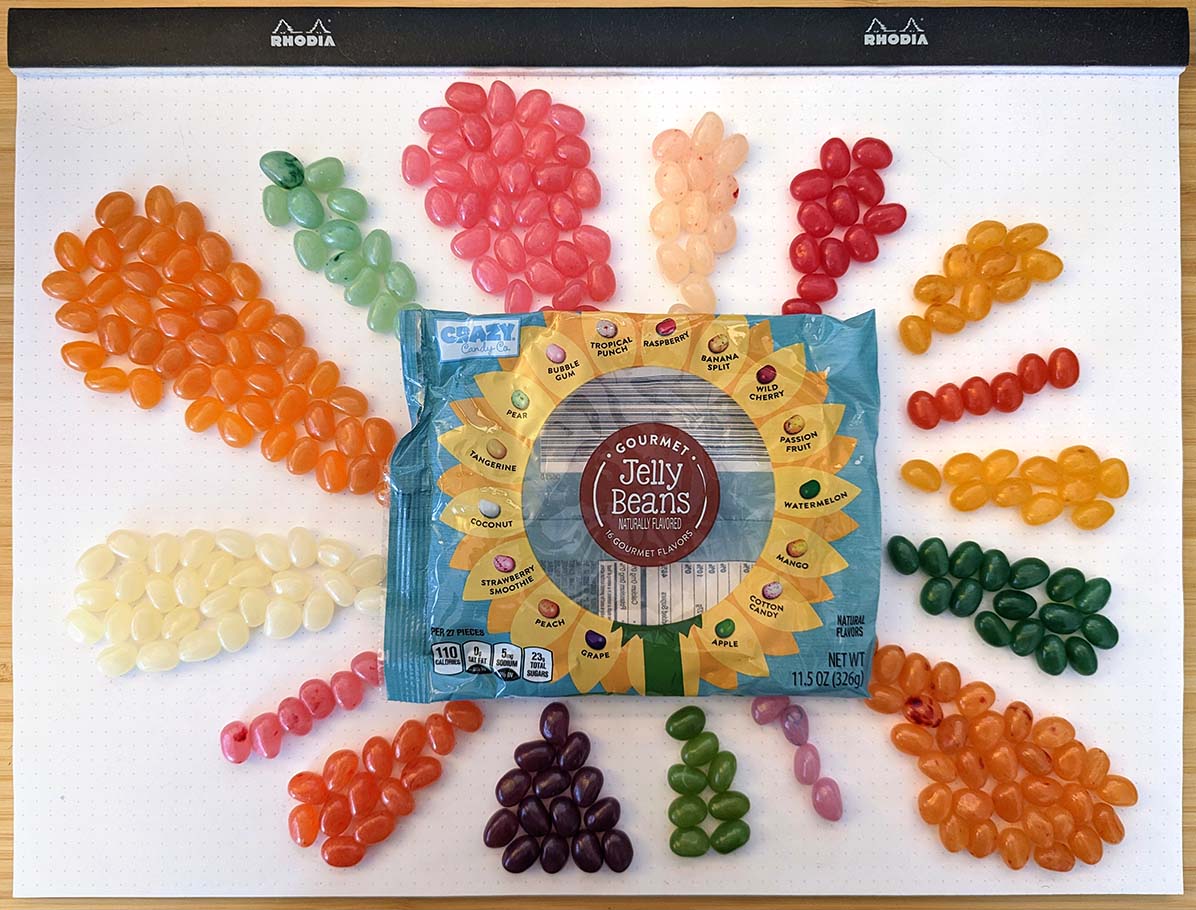 RHODIA
RHODIA
CRAZY
Candy Co.
TROPICAL
PUNCH
RASPBERRY
BUBBLE
GUM
BANANA
SPLIT
WILD
CHERRY
PEAR
PASSION
FRUIT
TANGERINE
WATERMELON
COCONUT
MANGO
STRAWBERRY
SMOOTHIE
COTTON
CANDY
PEACH
APPLE
GRAPE
GOURMET
Jelly
Beans
NATURALLY FLAVORED
16 GOURMET FLAVORS
PER 27 PIECES
110
CALORIES
0g
SAT FAT
5mg
SODIUM
0% DV
23g
TOTAL
SUGARS
NATURAL
FLAVORS
NET WT
11.5 OZ (326g)